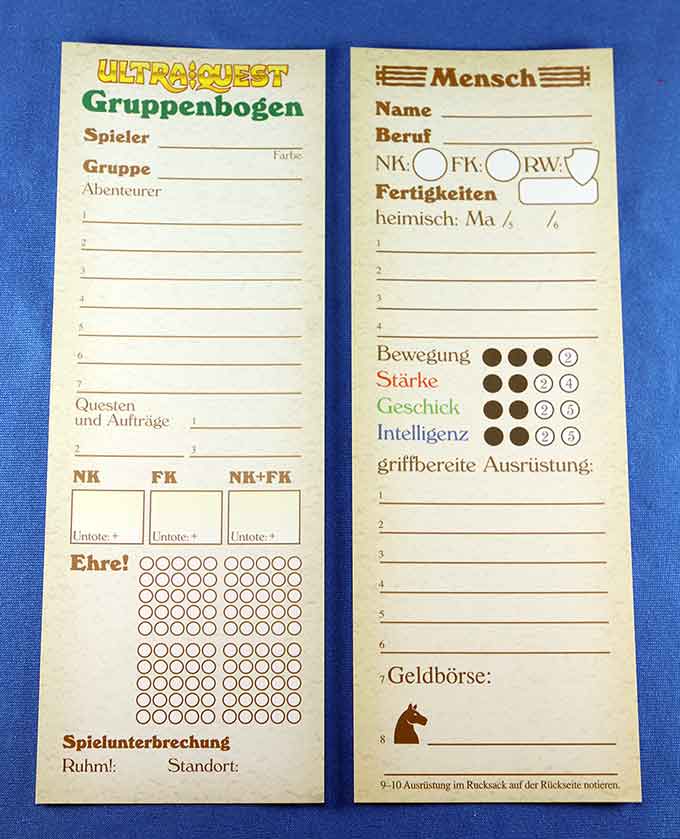 ULTRAQUEST
Gruppenbogen
Spieler
Farbe
Gruppe
Abenteurer
1
2
3
4
5
6
7
Questen
und Aufträge 1
2 3
NK FK NK+FK
Untote: + Untote: + Untote: +
Ehre!
Spielunterbrechung
Ruhm!: Standort:
Mensch
Name
Beruf
NK: FK: RW:
Fertigkeiten
heimisch: Ma /5 /6
1
2
3
4
Bewegung 2
Stärke 2 4
Geschick 2 5
Intelligenz 2 5
griffbereite Ausrüstung:
1
2
3
4
5
6
7 Geldbörse:
8
9–10 Ausrüstung im Rucksack auf der Rückseite notieren.